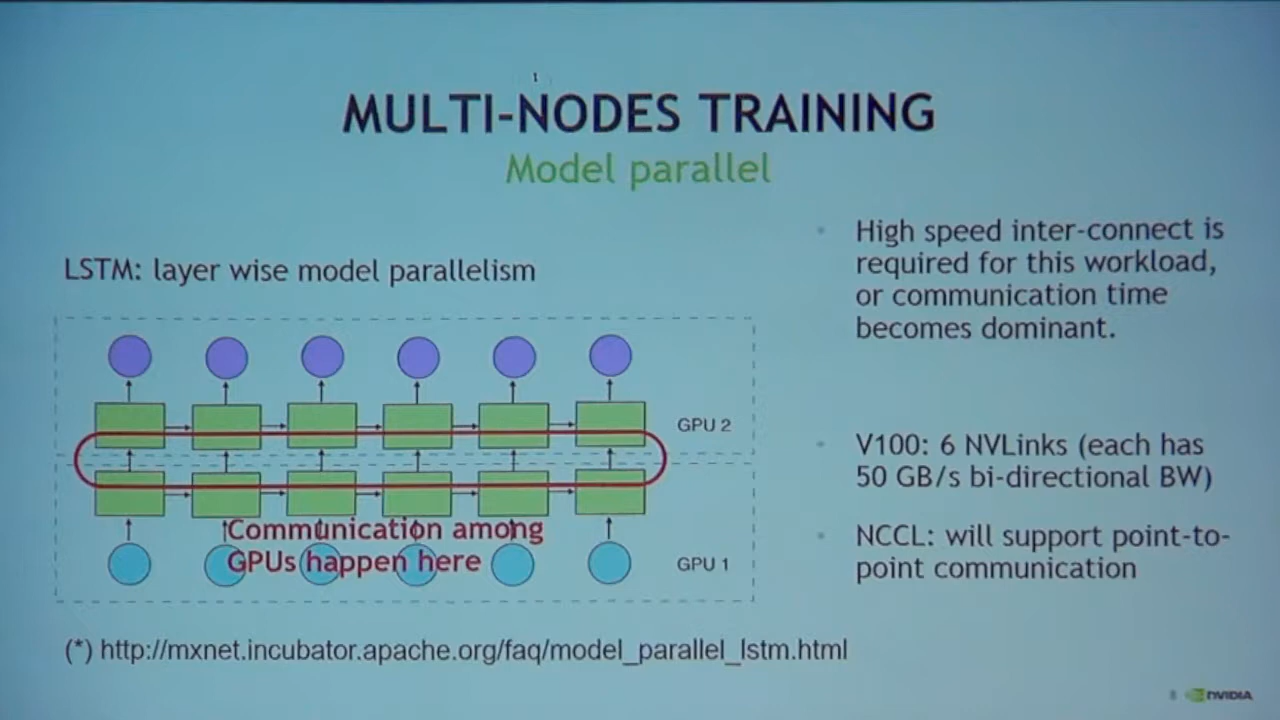 MULTI-NODES TRAINING
Model parallel
LSTM: layer wise model parallelism
GPU 2
Communication among
GPUs happen here
GPU 1
(*) http://mxnet.incubator.apache.org/faq/model_parallel_lstm.html
High speed inter-connect is
required for this workload,
or communication time
becomes dominant.
V100: 6 NVLinks (each has
50 GB/s bi-directional BW)
NCCL: will support point-to-
point communication
NVIDIA